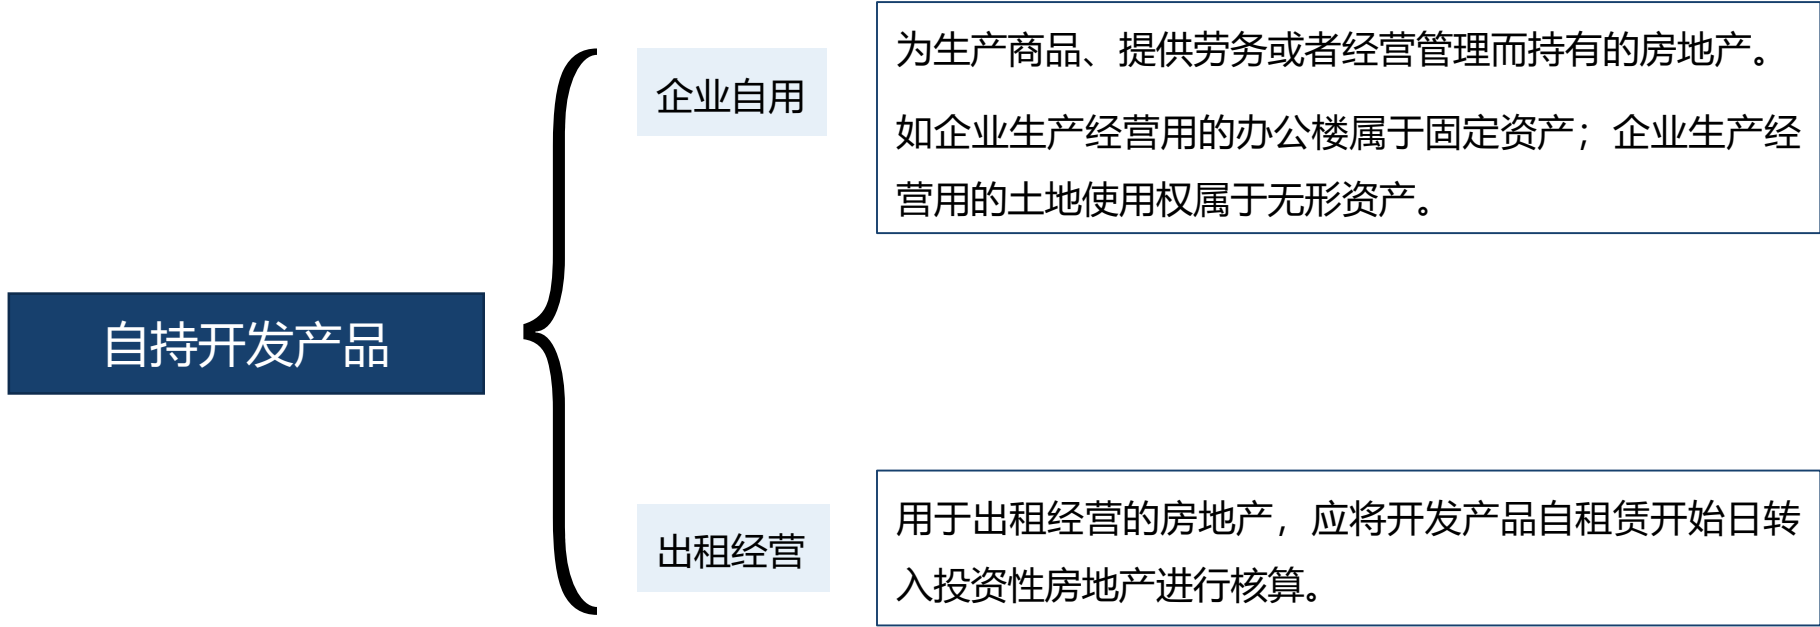 自持开发产品
企业自用
为生产商品、提供劳务或者经营管理而持有的房地产。
如企业生产经营用的办公楼属于固定资产；企业生产经
营用的土地使用权属于无形资产。
出租经营
用于出租经营的房地产，应将开发产品自租赁开始日转
入投资性房地产进行核算。